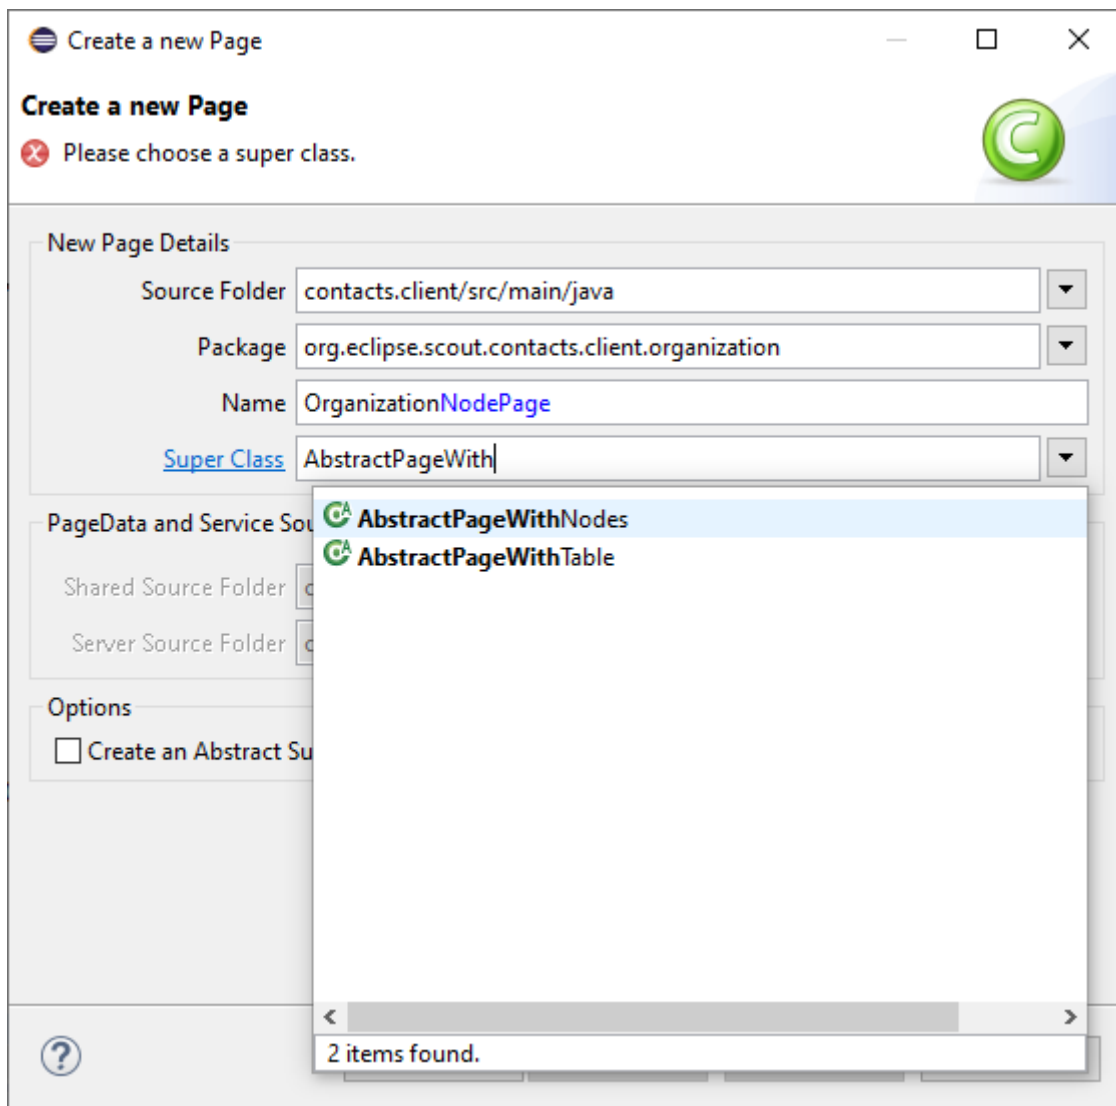 Create a new Page
Create a new Page
Please choose a super class.
New Page Details
Source Folder contacts.client/src/main/java
Package org.eclipse.scout.contacts.client.organization
Name OrganizationNodePage
Super Class AbstractPageWith
AbstractPageWithNodes
AbstractPageWithTable
PageData and Service
Shared Source Folder
Server Source Folder
Options
Create an Abstract
2 items found.